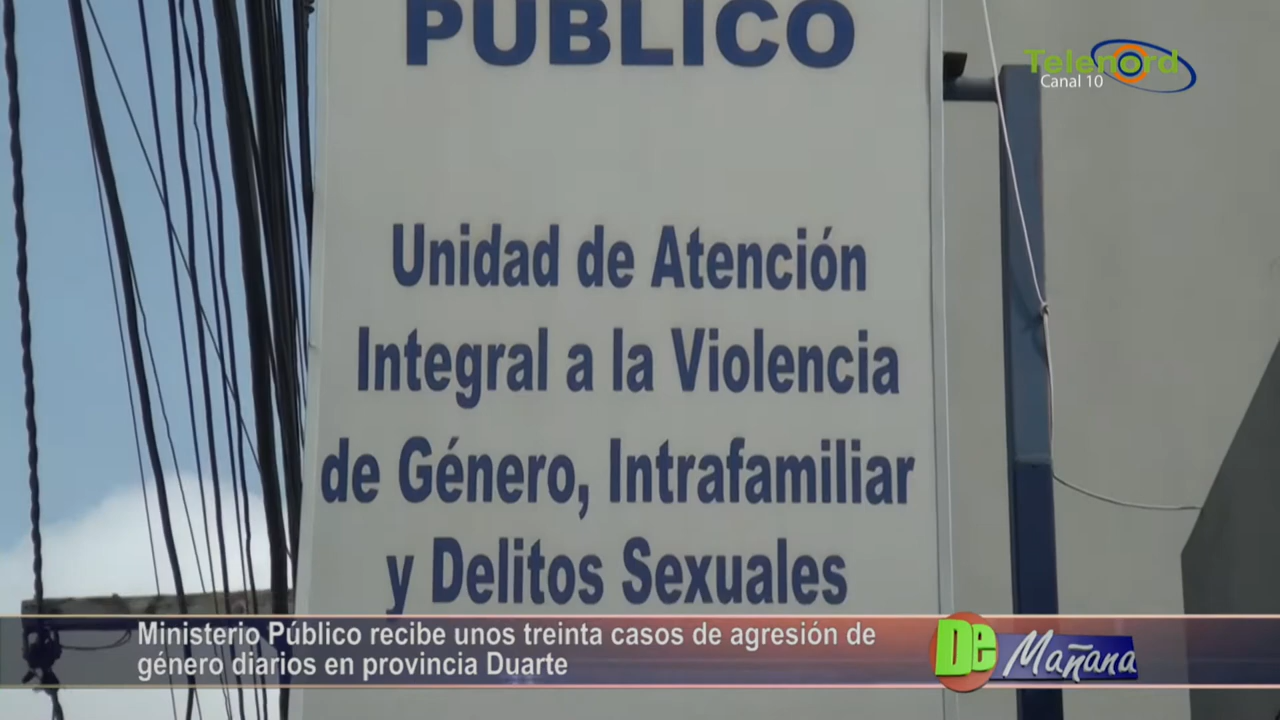 PÚBLICO
Telenord
Canal 10
Unidad de Atención
Integral a la Violencia
de Género, Intrafamiliar
y Delitos Sexuales
Ministerio Público recibe unos treinta casos de agresión de
género diarios en provincia Duarte
De Mañana